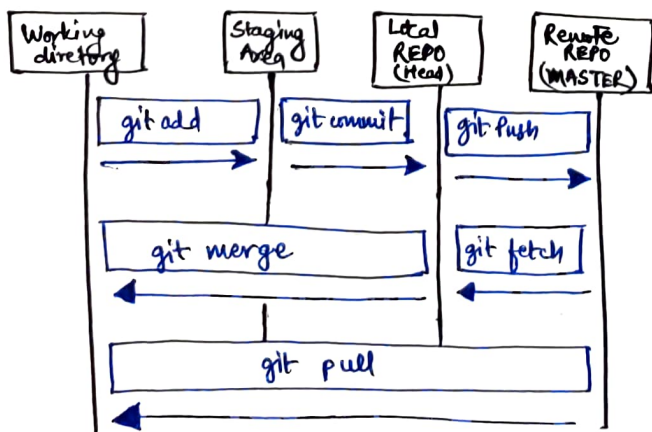 Working
directory
Staging
Area
Local
REPO
(Head)
Remote
REPO
(MASTER)
git add
git commit
git Push
git merge
git fetch
git pull